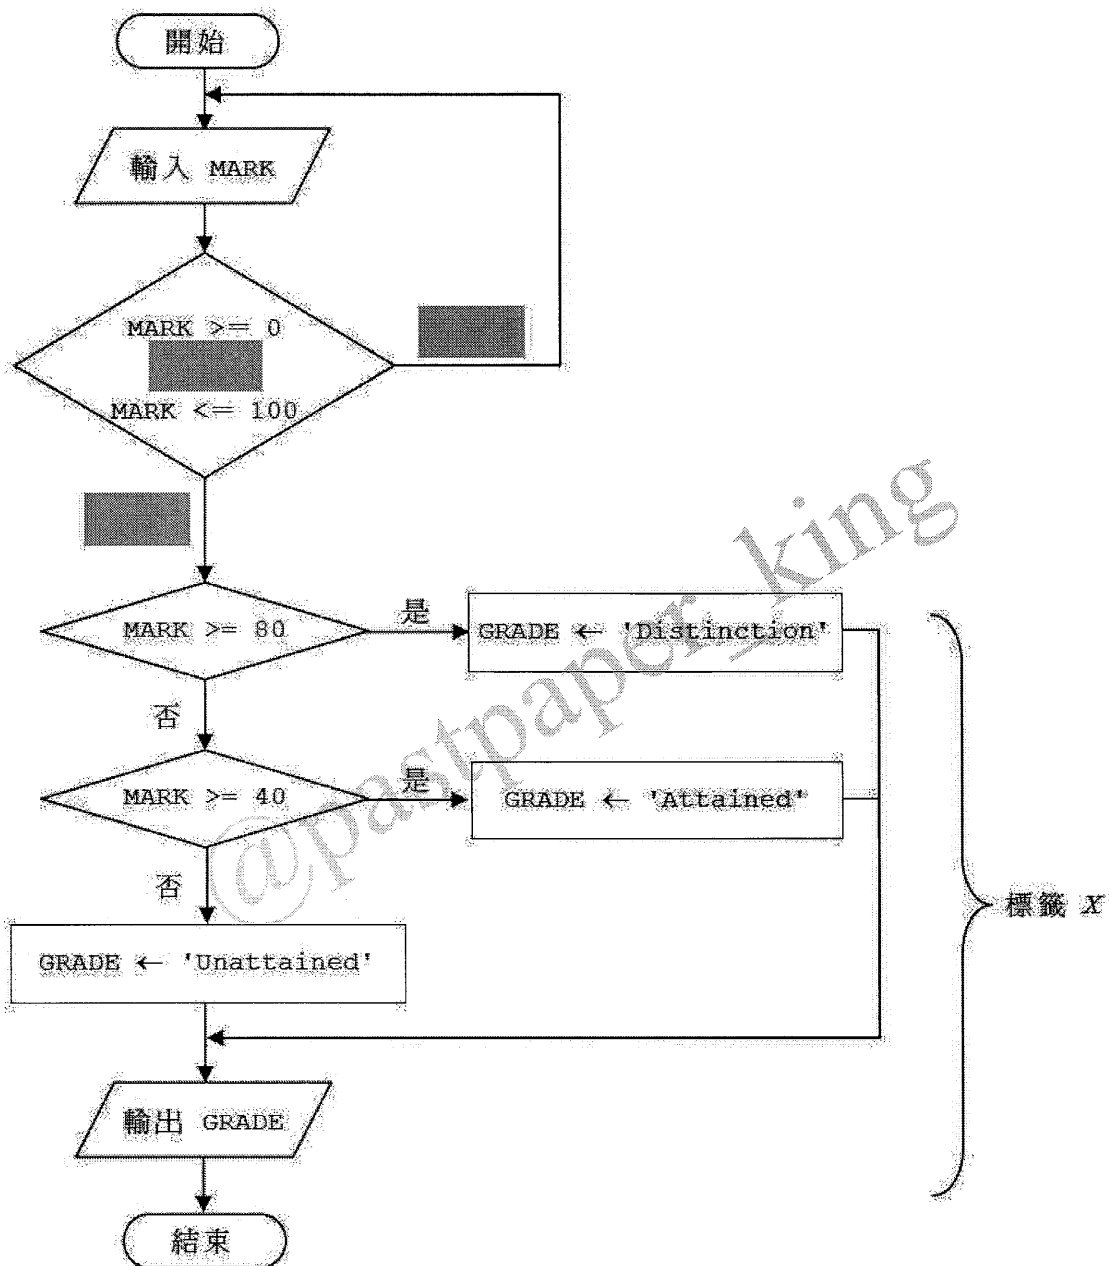 開始
輸入 MARK
MARK >= 0
MARK <= 100
MARK >= 80
是
GRADE ← 'Distinction'
否
MARK >= 40
是
GRADE ← 'Attained'
否
GRADE ← 'Unattained'
標籤 X
輸出 GRADE
結束
@pastpaper_king